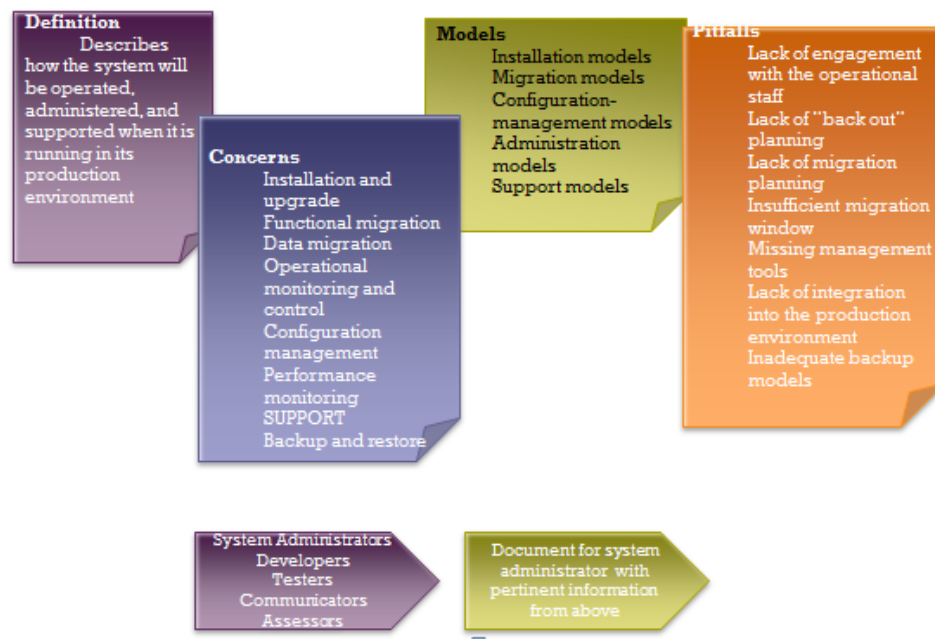 Definition
Describes
how the system will
be operated,
administered, and
supported when it is
running in its
production
environment
Concerns
Installation and
upgrade
Functional migration
Data migration
Operational
monitoring and
control
Configuration
management
Performance
monitoring
SUPPORT
Backup and restore
Models
Installation models
Migration models
Configuration-
management models
Administration
models
Support models
Pitfalls
Lack of engagement
with the operational
staff
Lack of "back out"
planning
Lack of migration
planning
Insufficient migration
window
Missing management
tools
Lack of integration
into the production
environment
Inadequate backup
models
System Administrators
Developers
Testers
Communicators
Assessors
Document for system
administrator with
pertinent information
from above